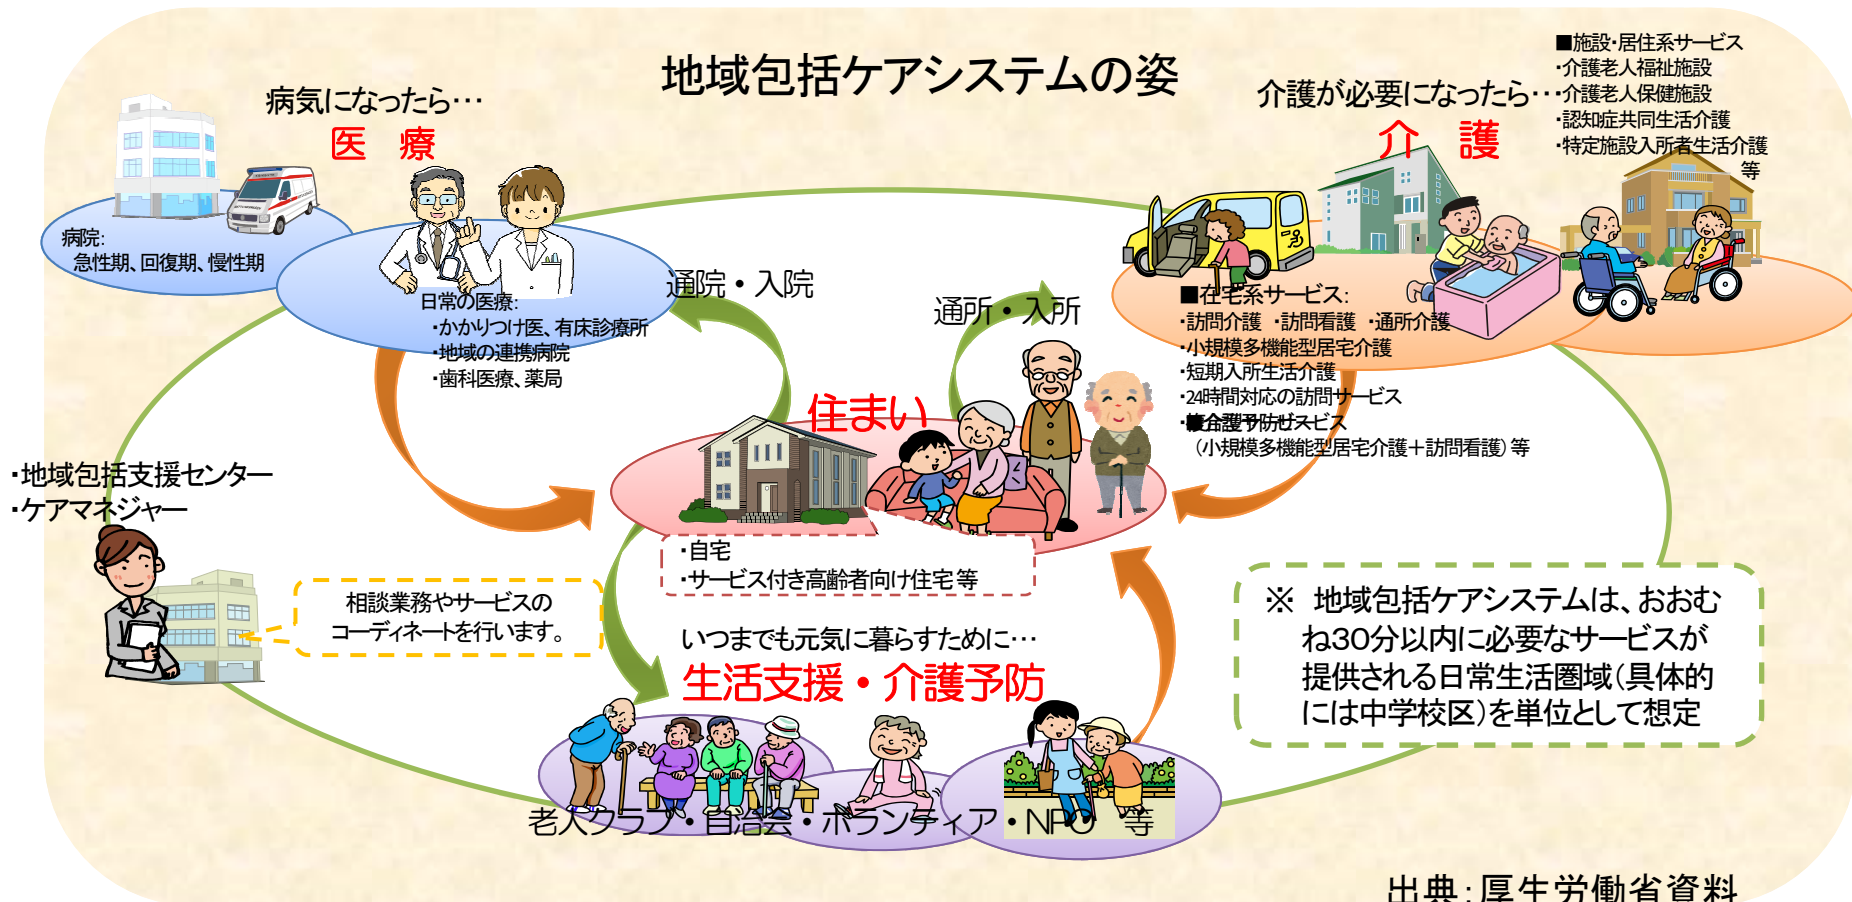 地域包括ケアシステムの姿
病気になったら…
医 療
病院:
急性期、回復期、慢性期
日常の医療:
・かかりつけ医、有床診療所
・地域の連携病院
・歯科医療、薬局
通院・入院
通所・入所
介護が必要になったら…
介 護
■施設・居住系サービス
・介護老人福祉施設
・介護老人保健施設
・認知症共同生活介護
・特定施設入所者生活介護
等
■在宅系サービス:
・訪問介護 ・訪問看護 ・通所介護
・小規模多機能型居宅介護
・短期入所生活介護
・24時間対応の訪問サービス
■介護予防サービス
（小規模多機能型居宅介護＋訪問看護）等
住まい
・自宅
・サービス付き高齢者向け住宅 等
・地域包括支援センター
・ケアマネジャー
相談業務やサービスの
コーディネートを行います。
いつまでも元気に暮らすために…
生活支援・介護予防
老人クラブ・自治会・ボランティア・NPO 等
※ 地域包括ケアシステムは、おおむ
ね30分以内に必要なサービスが
提供される日常生活圏域（具体的
には中学校区）を単位として想定
出典：厚生労働省資料